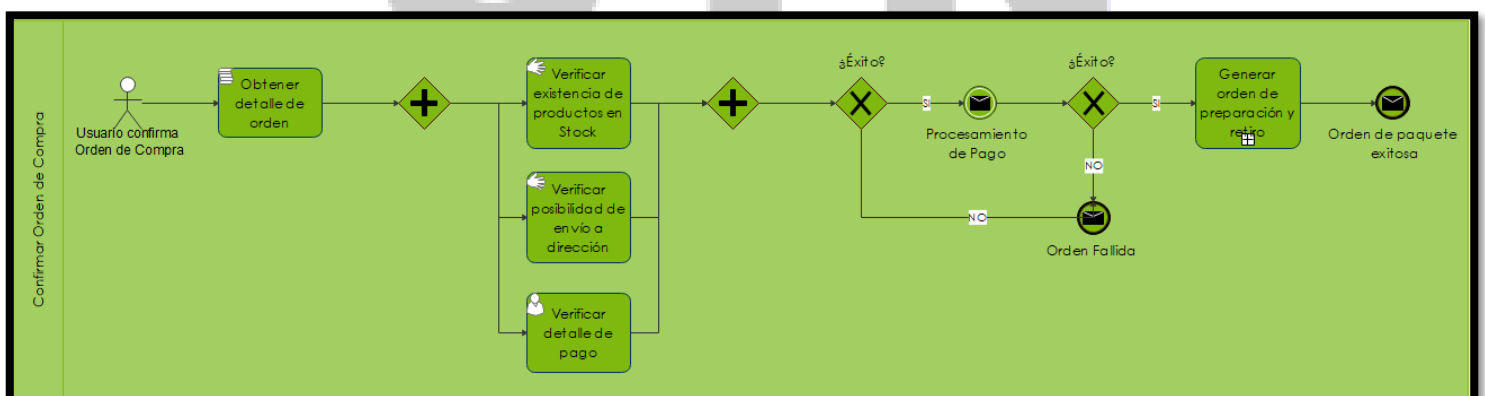 Confirmar Orden de Compra
Usuario confirma
Orden de Compra
Obtener
detalle de
orden
Verificar
existencia de
productos en
Stock
Verificar
posibilidad de
envío a
dirección
Verificar
detalle de
pago
¿Éxito?
SI
Procesamiento
de Pago
¿Éxito?
SI
NO
NO
Orden Fallida
Generar
orden de
preparación y
retiro
Orden de paquete
exitosa